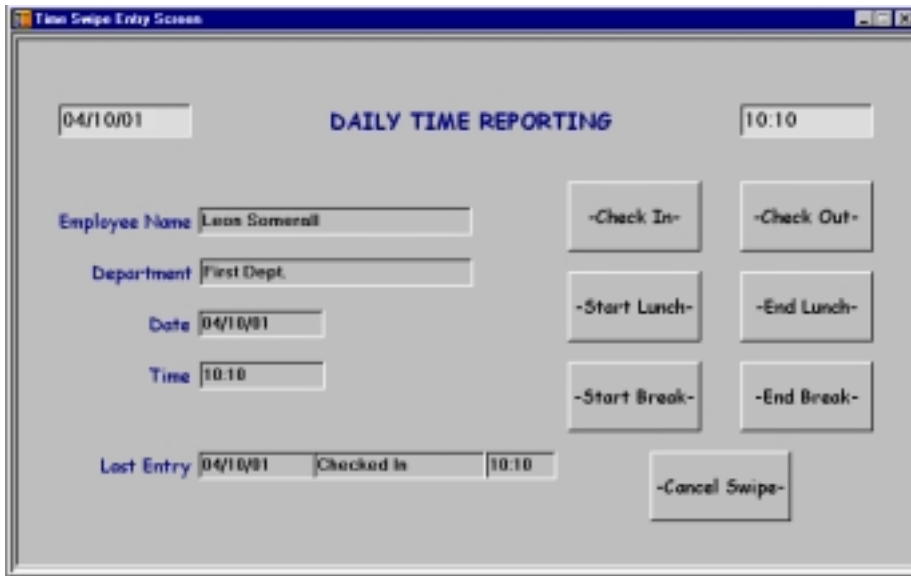 Time Swipe Entry Screen
04/10/01 DAILY TIME REPORTING 10:10
Employee Name Leon Somerall
-Check In- -Check Out-
Department First Dept.
-Start Lunch- -End Lunch-
Date 04/10/01
Time 10:10
-Start Break- -End Break-
Last Entry 04/10/01 Checked In 10:10
-Cancel Swipe-